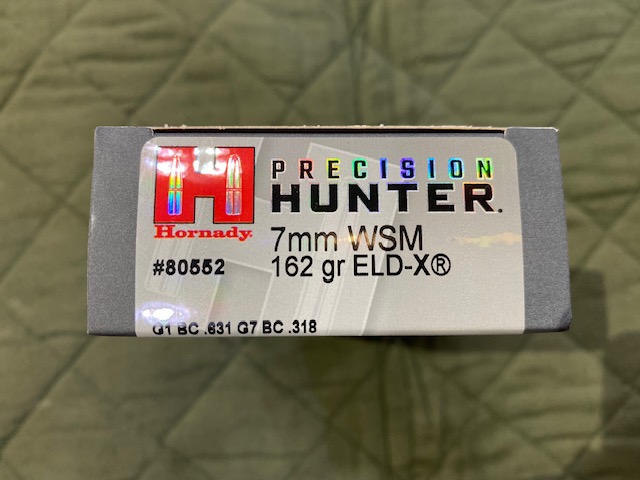 PRECISION
HUNTER.
Hornady.
7mm WSM
#80552
162 gr ELD-X®
G1 BC .631 G7 BC .318